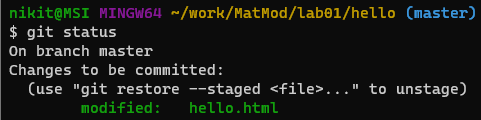 nikit@MSI MINGW64 ~/work/MatMod/lab01/hello (master)
$ git status
On branch master
Changes to be committed:
  (use "git restore --staged <file>..." to unstage)
        modified:   hello.html